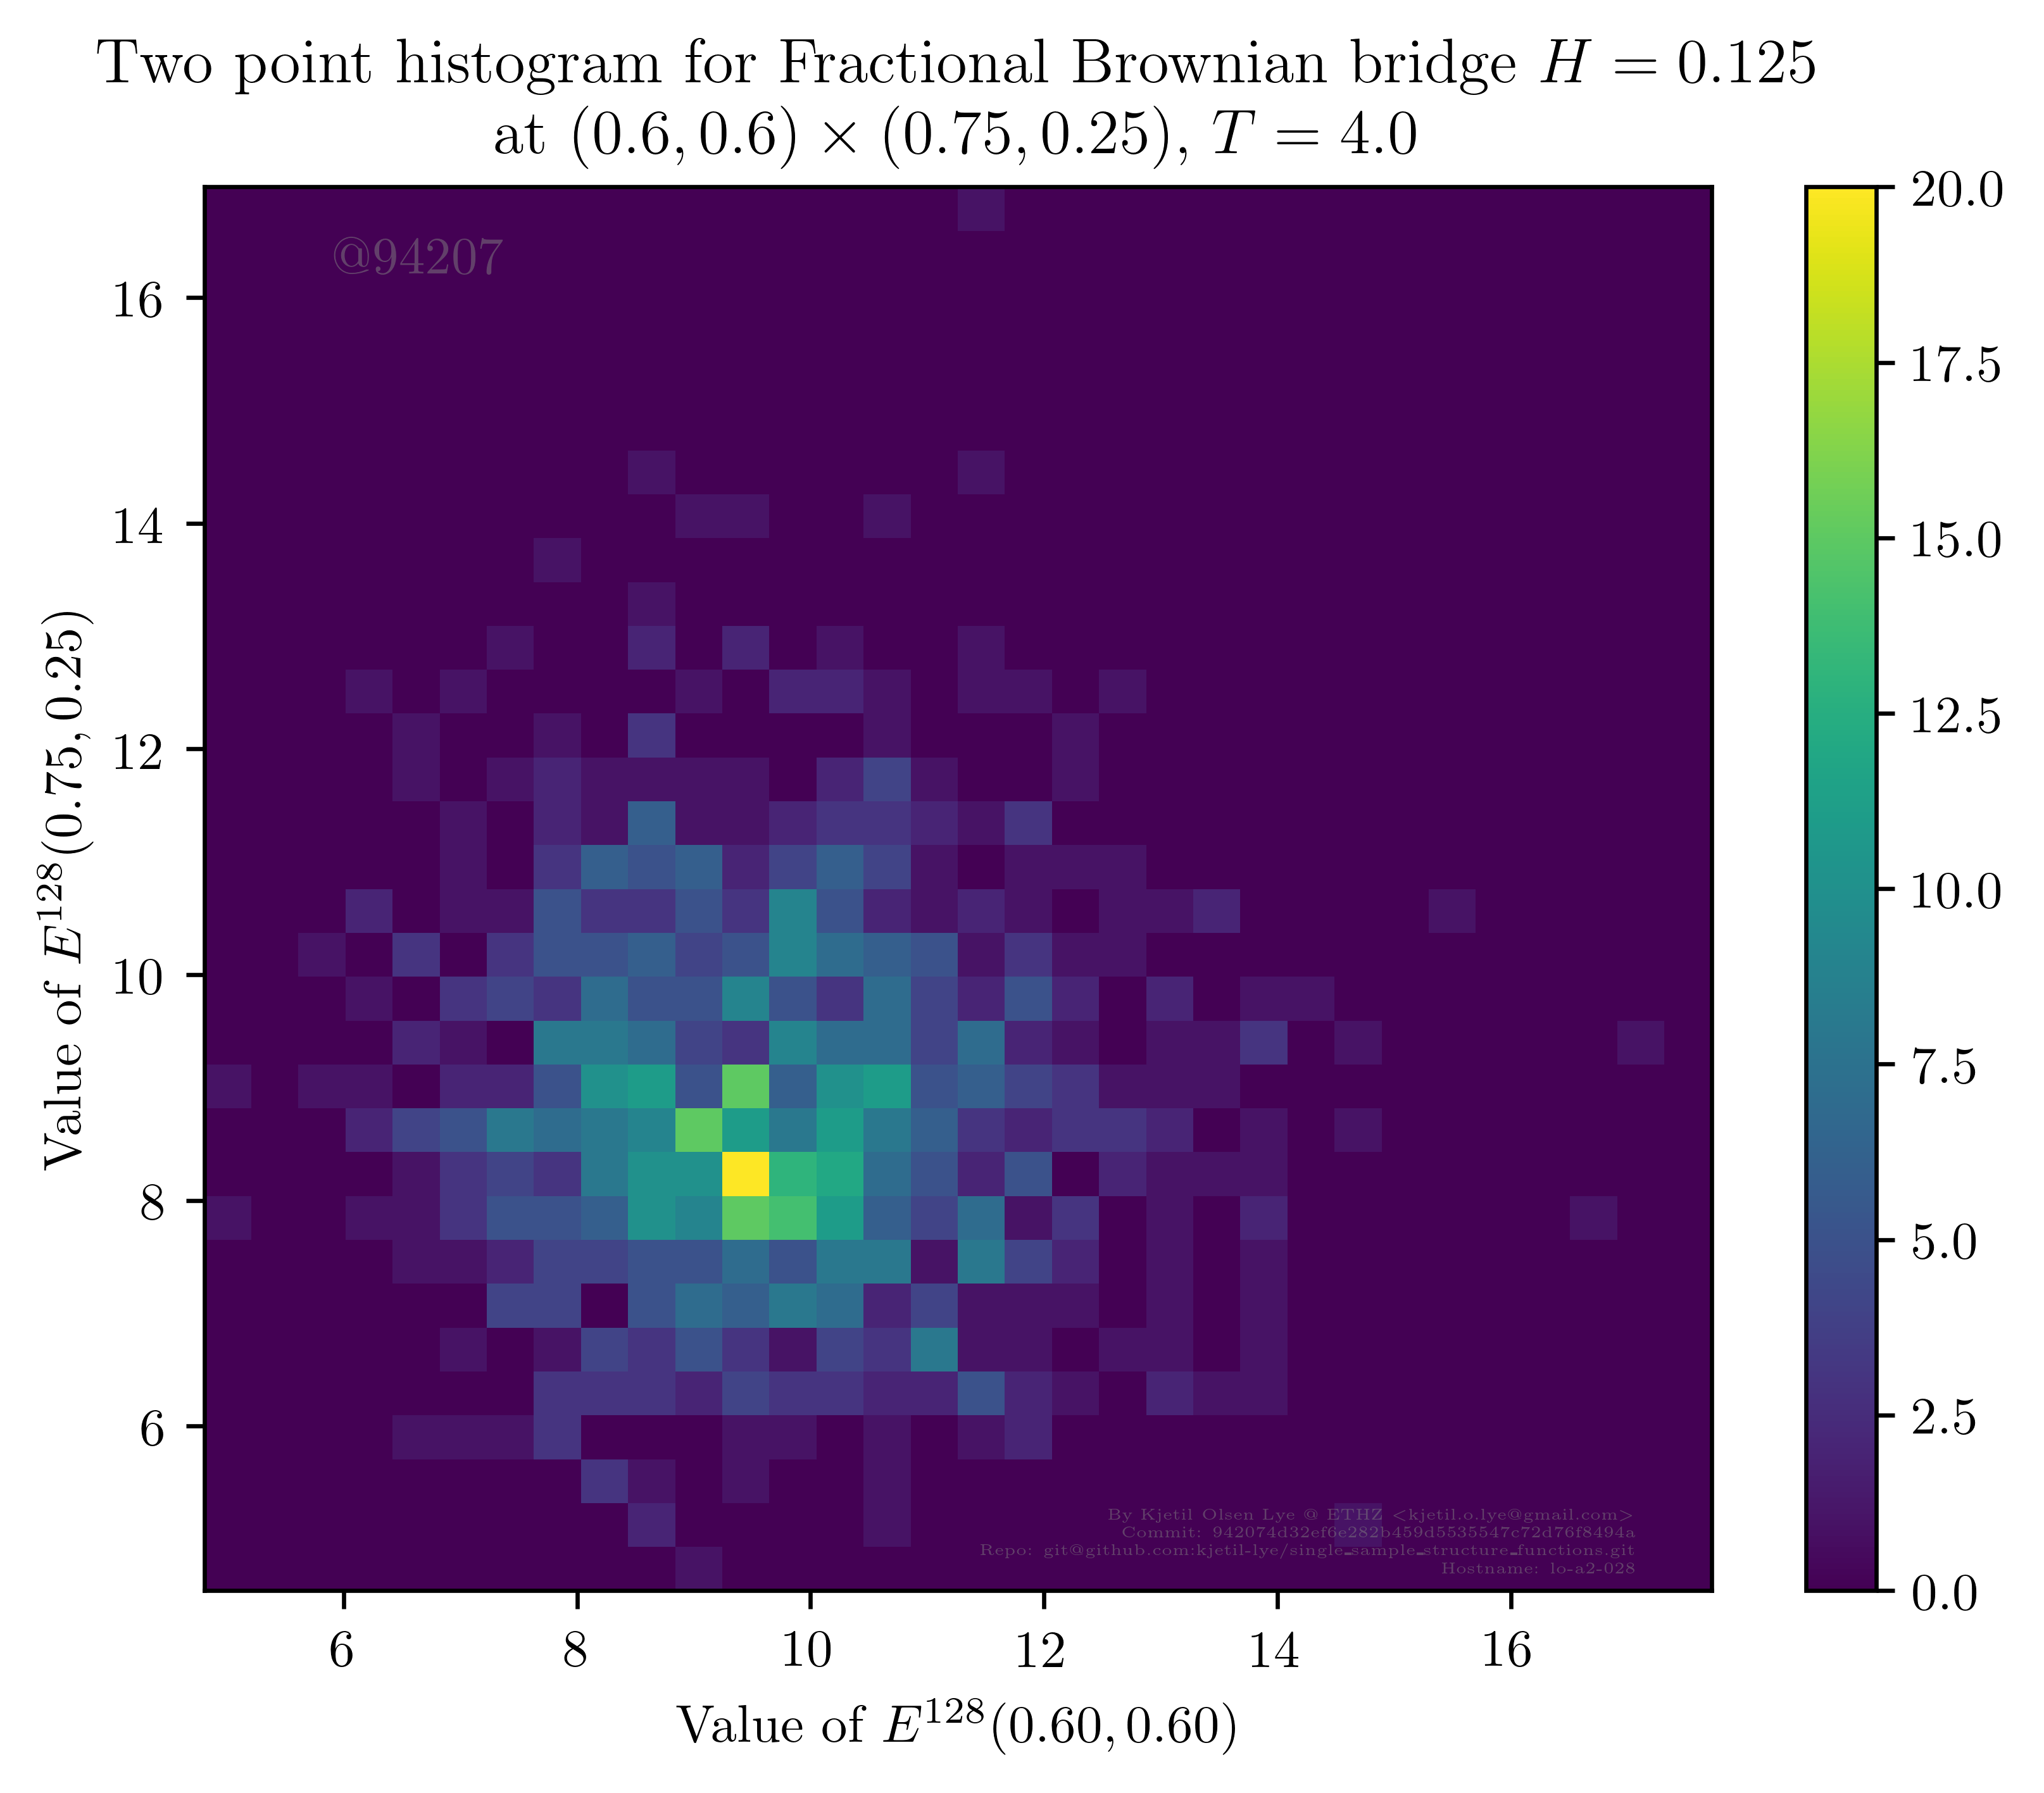 Two point histogram for Fractional Brownian bridge H = 0.125
at (0.6, 0.6) × (0.75, 0.25), T = 4.0
@94207
20.0
17.5
15.0
12.5
10.0
7.5
5.0
2.5
0.0
16
14
12
10
8
6
Value of E^128(0.75, 0.25)
By Kjetil Olsen Lye @ ETHZ <kjetil.o.lye@gmail.com>
Commit: 942074d32ef6e282b459d5535547c72d76f8494a
Repo: git@github.com:kjetil-lye/single_sample_structure_functions.git
Hostname: lo-a2-028
6 8 10 12 14 16
Value of E^128(0.60, 0.60)